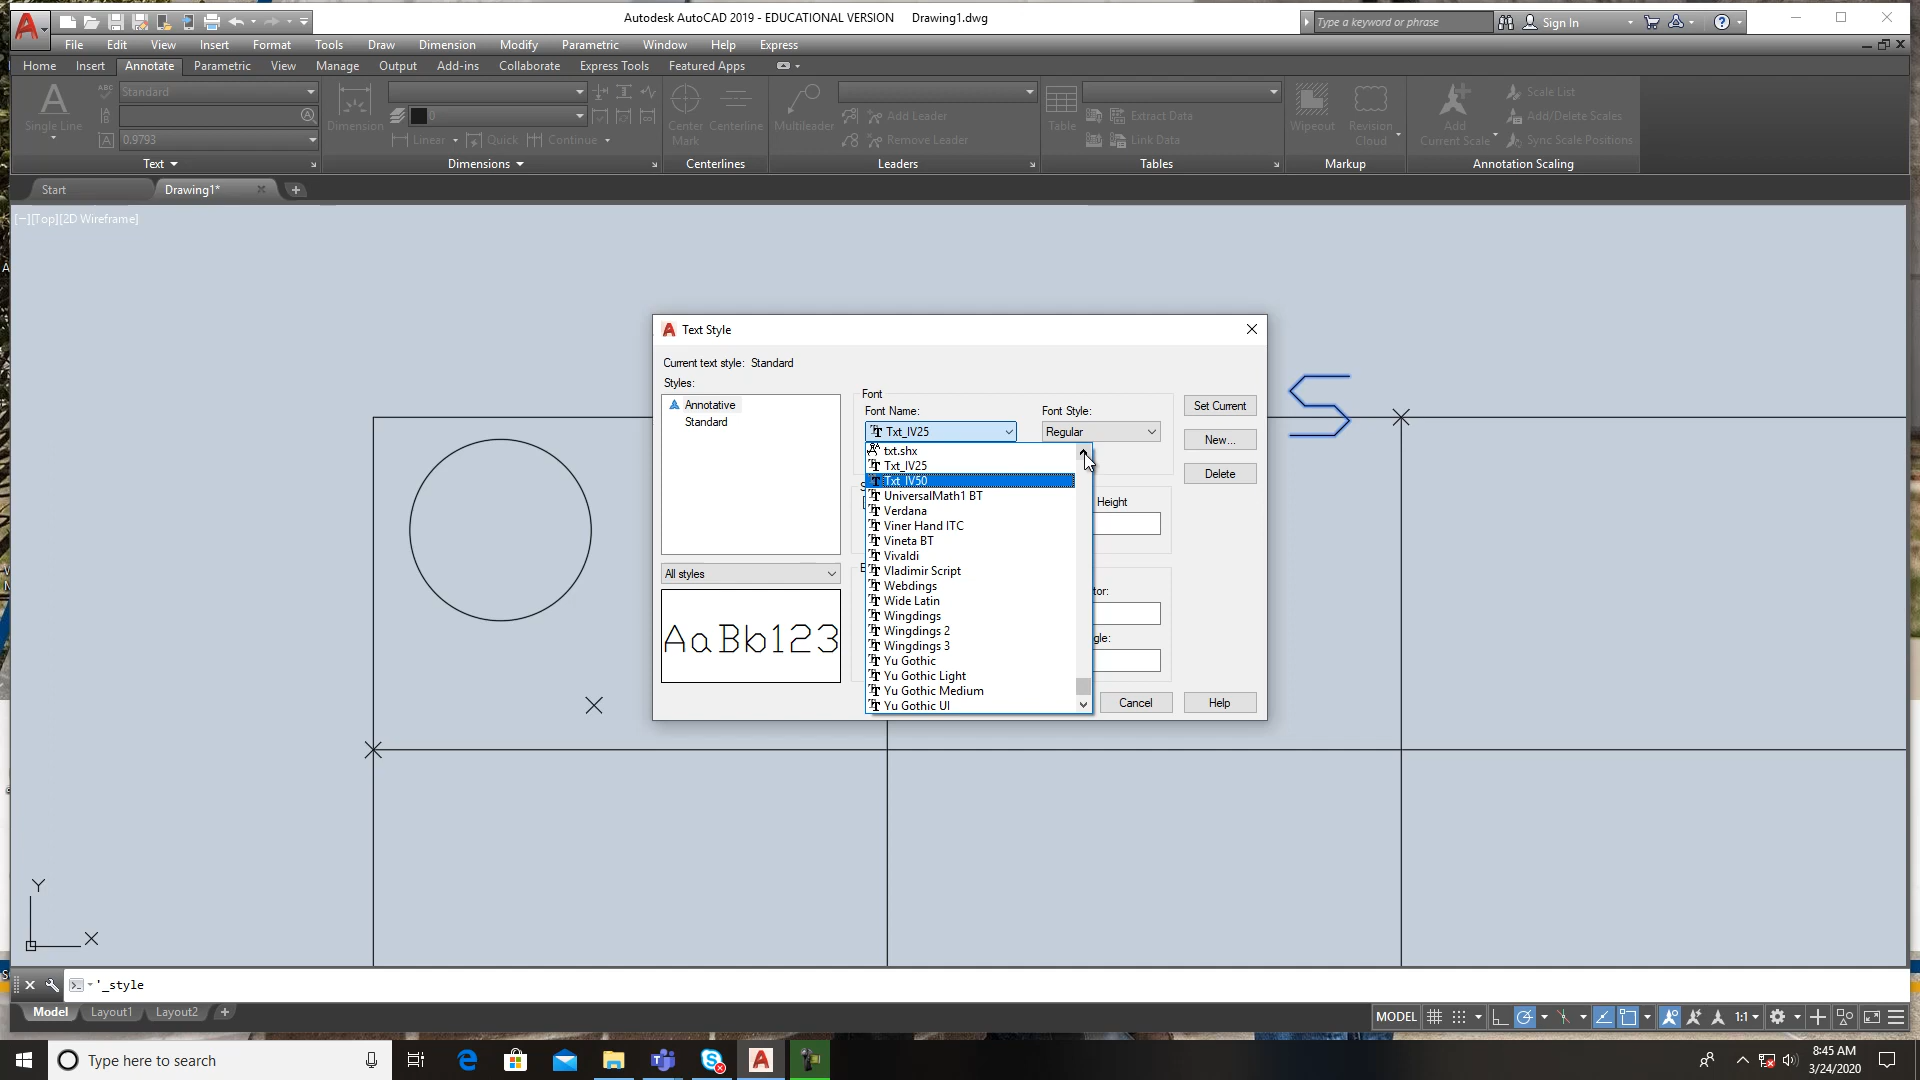 Autodesk AutoCAD 2019 - EDUCATIONAL VERSION Drawing1.dwg
Type a keyword or phrase
Sign In
File Edit View Insert Format Tools Draw Dimension Modify Parametric Window Help Express
Home Insert Annotate Parametric View Manage Output Add-ins Collaborate Express Tools Featured Apps
Single Line
Standard
0.9793
Text
Dimension
0
Linear Quick Continue
Dimensions
Center Mark
Centerline
Centerlines
Multileader
Add Leader
Remove Leader
Leaders
Table
Extract Data
Link Data
Tables
Wipeout
Revision Cloud
Markup
Add Current Scale
Scale List
Add/Delete Scales
Sync Scale Positions
Annotation Scaling
Start
Drawing1*
[−][Top][2D Wireframe]
Text Style
Current text style: Standard
Styles:
Annotative
Standard
All styles
AaBb123
Font
Font Name:
Txt_IV25
Font Style:
Regular
txt.shx
Txt_IV25
Txt_IV50
UniversalMath1 BT
Verdana
Viner Hand ITC
Vineta BT
Vivaldi
Vladimir Script
Webdings
Wide Latin
Wingdings
Wingdings 2
Wingdings 3
Yu Gothic
Yu Gothic Light
Yu Gothic Medium
Yu Gothic UI
Height
Set Current
New...
Delete
Cancel
Help
S
Y
X
'_style
Model Layout1 Layout2
MODEL
1:1
Type here to search
8:45 AM
3/24/2020